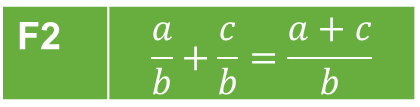 F2
a/b + c/b = (a + c)/b